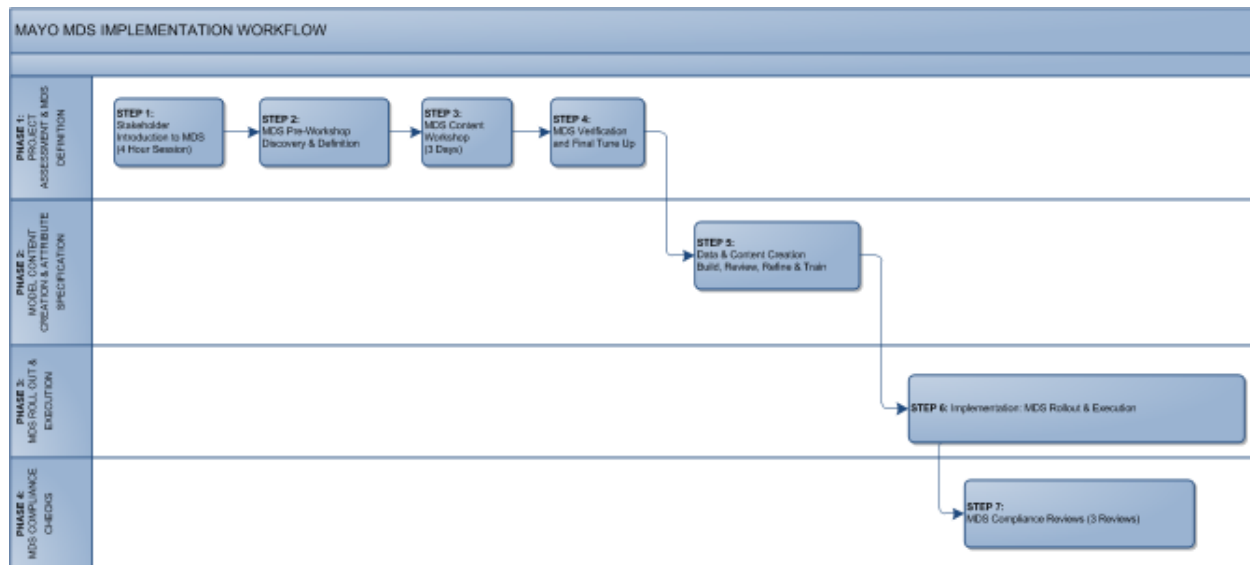 MAYO MDS IMPLEMENTATION WORKFLOW
PHASE 1:
PROJECT
ASSESSMENT & MDS
DEFINITION
STEP 1:
Stakeholder
Introduction to MDS
(4 Hour Session)
STEP 2:
MDS Pre-Workshop
Discovery & Definition
STEP 3:
MDS Content
Workshop
(3 Days)
STEP 4:
MDS Verification
and Final Tune Up
PHASE 2:
MODEL CONTENT
CREATION & ATTRIBUTE
SPECIFICATION
STEP 5:
Data & Content Creation
Build, Review, Refine & Train
PHASE 3:
MDS ROLL OUT &
EXECUTION
STEP 6: Implementation: MDS Rollout & Execution
PHASE 4:
MDS COMPLIANCE
CHECKS
STEP 7:
MDS Compliance Reviews (3 Reviews)